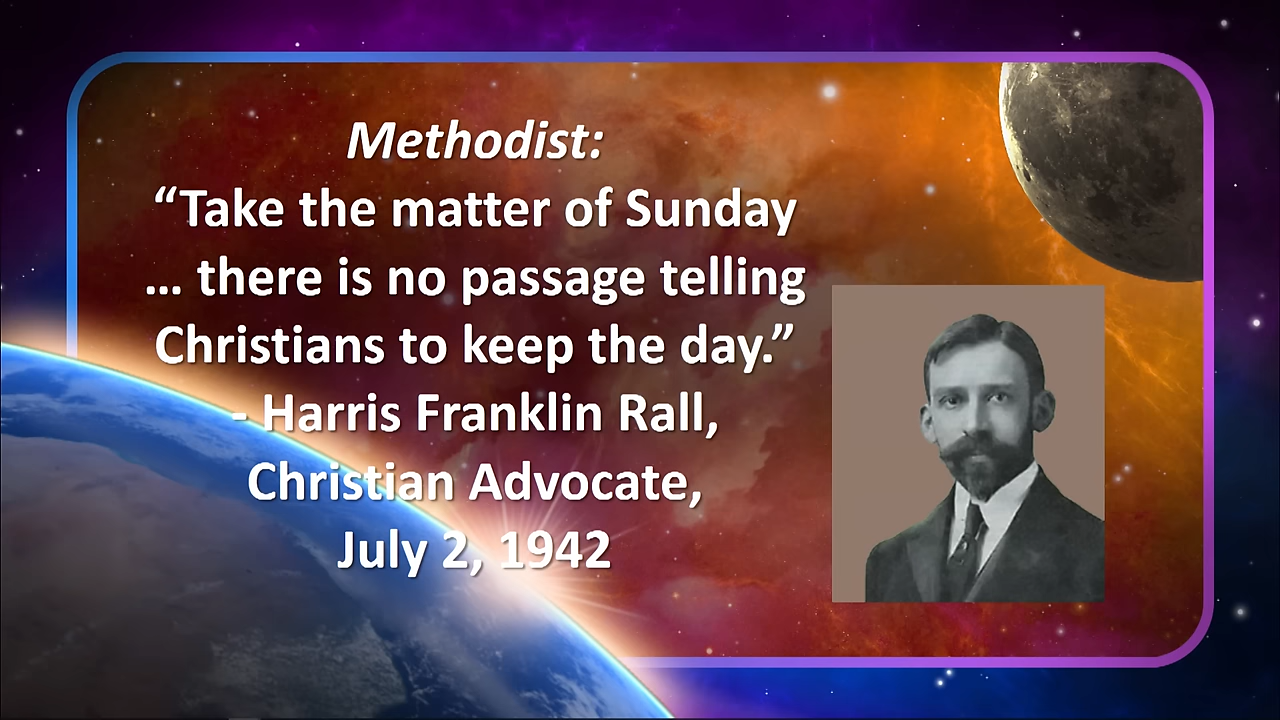 Methodist:
“Take the matter of Sunday
... there is no passage telling
Christians to keep the day.”
- Harris Franklin Rall,
Christian Advocate,
July 2, 1942